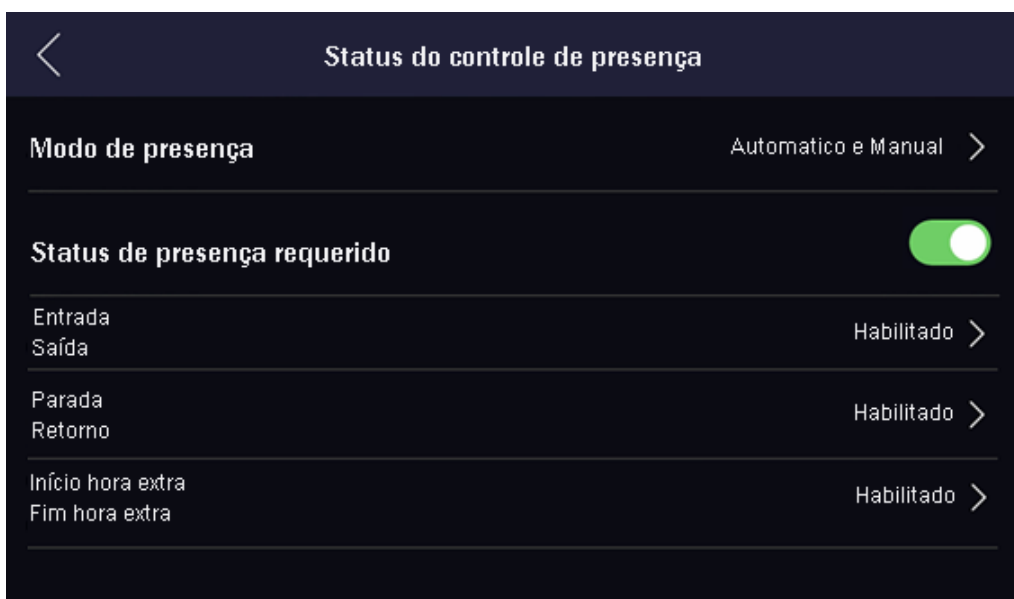 Status do controle de presença
Modo de presença
Automatico e Manual
Status de presença requerido
Entrada
Saída
Habilitado
Parada
Retorno
Habilitado
Início hora extra
Fim hora extra
Habilitado